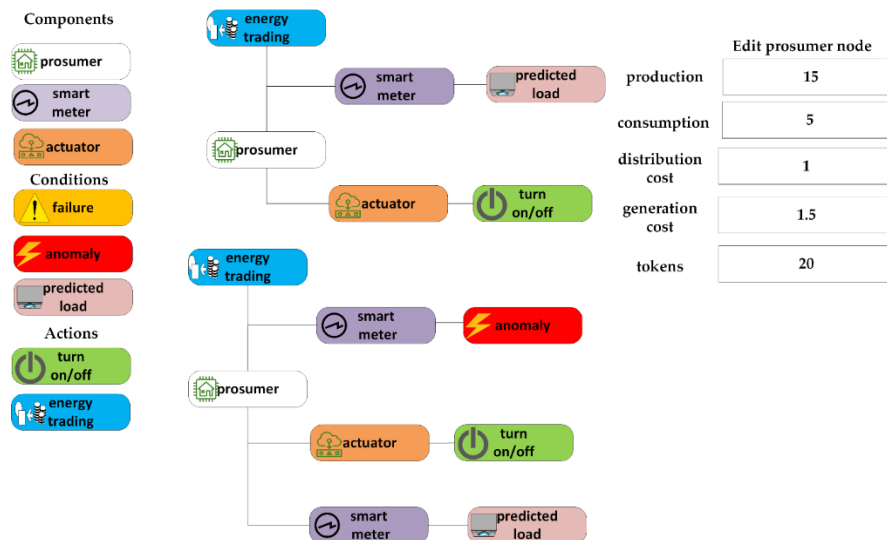 Components
prosumer
smart
meter
actuator
Conditions
failure
anomaly
predicted
load
Actions
turn
on/off
energy
trading
energy
trading
smart
meter
predicted
load
prosumer
actuator
turn
on/off
energy
trading
smart
meter
anomaly
prosumer
actuator
turn
on/off
smart
meter
predicted
load
Edit prosumer node
production
15
consumption
5
distribution
cost
1
generation
cost
1.5
tokens
20